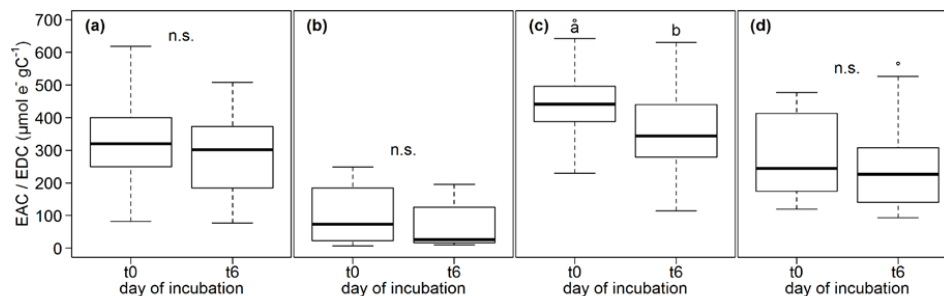 EAC / EDC (µmol e⁻ gC⁻¹)
700
600
500
400
300
200
100
0
(a)
n.s.
t0 t6
day of incubation
(b)
n.s.
t0 t6
day of incubation
(c)
a b
t0 t6
day of incubation
(d)
n.s.
t0 t6
day of incubation